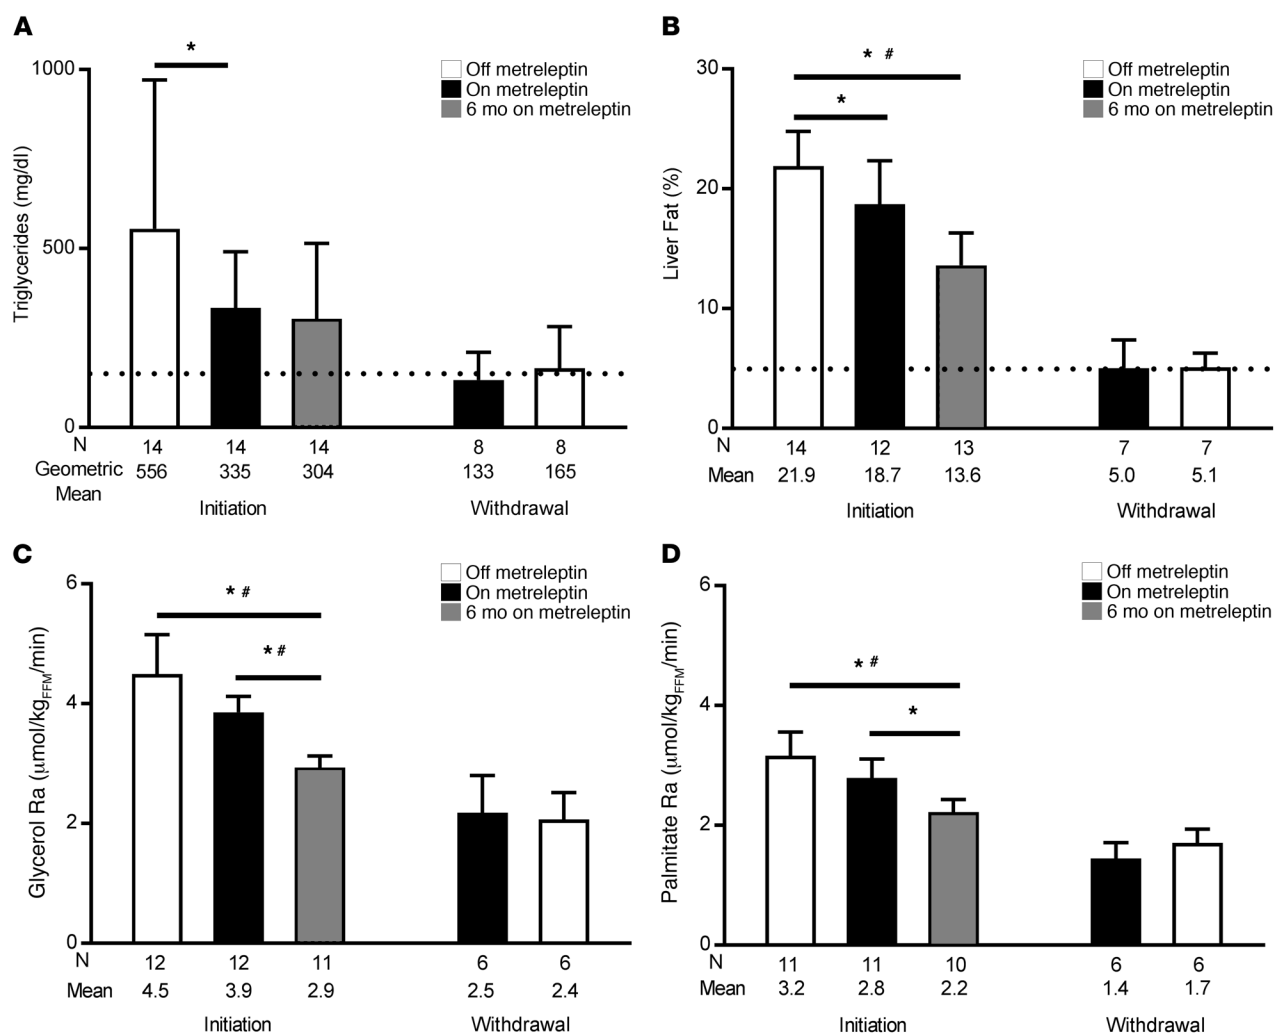 A
*
1000
500
0
Triglycerides (mg/dl)
Off metreleptin
On metreleptin
6 mo on metreleptin
N 14 14 14 8 8
Geometric Mean 556 335 304 133 165
Initiation Withdrawal
B
* #
*
30
20
10
0
Liver Fat (%)
Off metreleptin
On metreleptin
6 mo on metreleptin
N 14 12 13 7 7
Mean 21.9 18.7 13.6 5.0 5.1
Initiation Withdrawal
C
* #
* #
6
4
2
0
Glycerol Ra (μmol/kgFFM/min)
Off metreleptin
On metreleptin
6 mo on metreleptin
N 12 12 11 6 6
Mean 4.5 3.9 2.9 2.5 2.4
Initiation Withdrawal
D
* #
*
6
4
2
0
Palmitate Ra (μmol/kgFFM/min)
Off metreleptin
On metreleptin
6 mo on metreleptin
N 11 11 10 6 6
Mean 3.2 2.8 2.2 1.4 1.7
Initiation Withdrawal